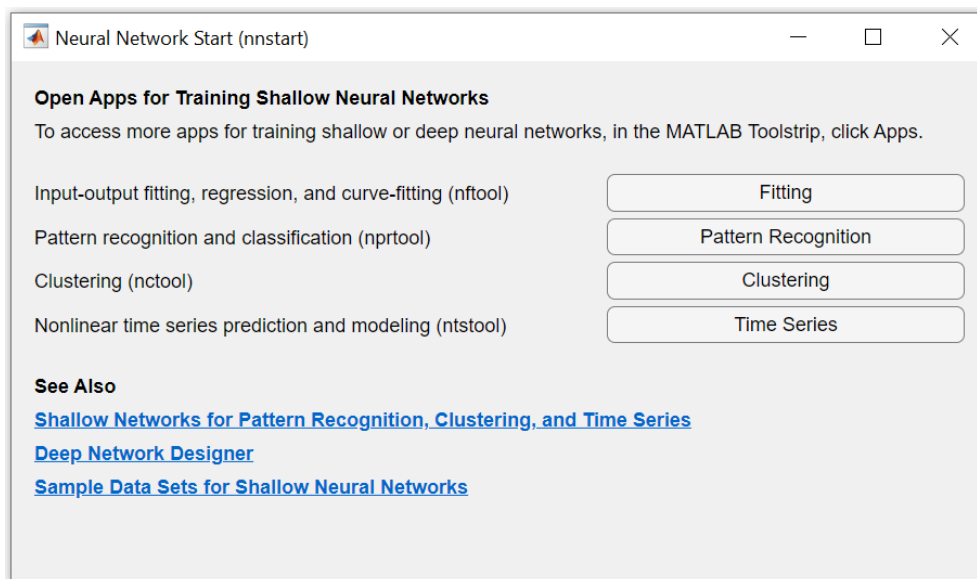 Neural Network Start (nnstart)
Open Apps for Training Shallow Neural Networks
To access more apps for training shallow or deep neural networks, in the MATLAB Toolstrip, click Apps.
Input-output fitting, regression, and curve-fitting (nftool) Fitting
Pattern recognition and classification (nprtool) Pattern Recognition
Clustering (nctool) Clustering
Nonlinear time series prediction and modeling (ntstool) Time Series
See Also
Shallow Networks for Pattern Recognition, Clustering, and Time Series
Deep Network Designer
Sample Data Sets for Shallow Neural Networks